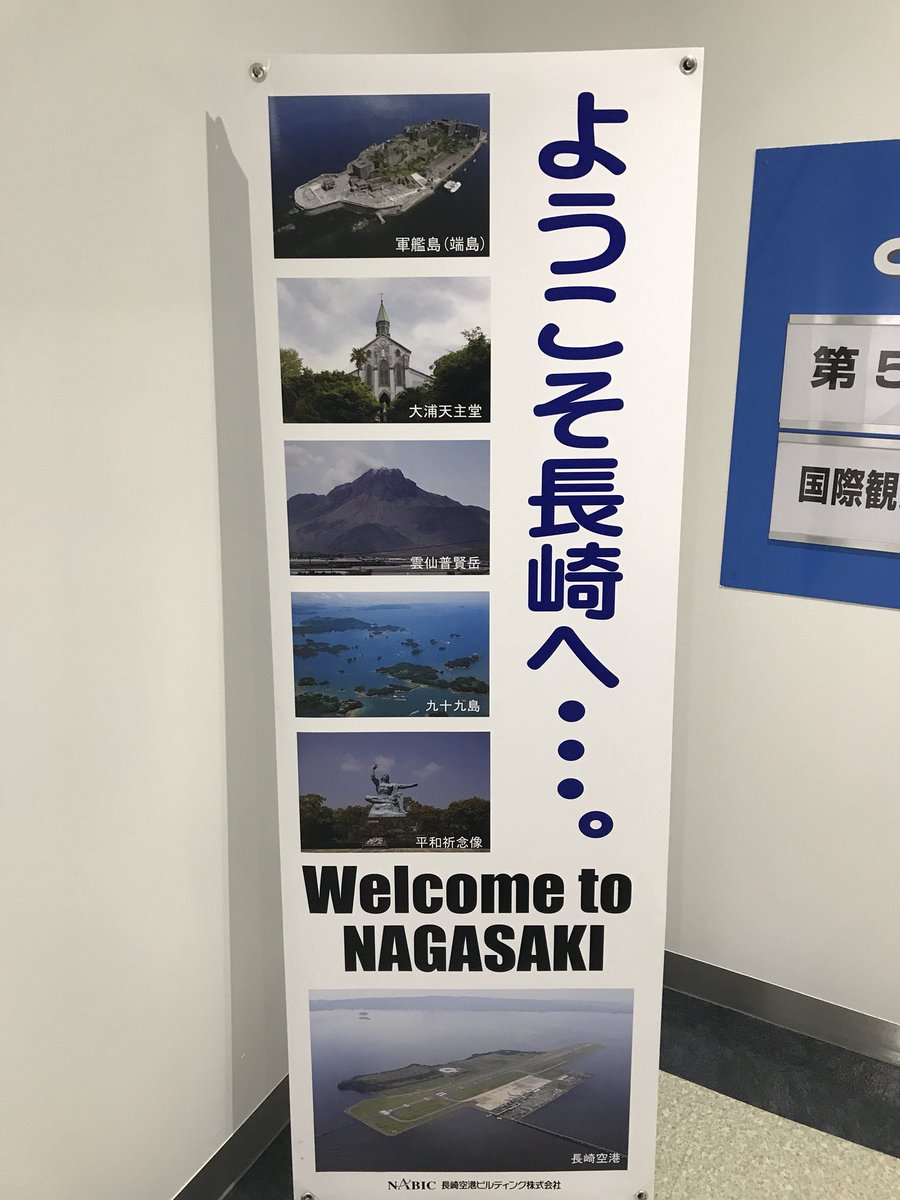 ようこそ長崎へ・・・。
軍艦島(端島)
大浦天主堂
雲仙普賢岳
九十九島
平和祈念像
Welcome to
NAGASAKI
長崎空港
NABIC 長崎空港ビルディング株式会社
第5
国際観